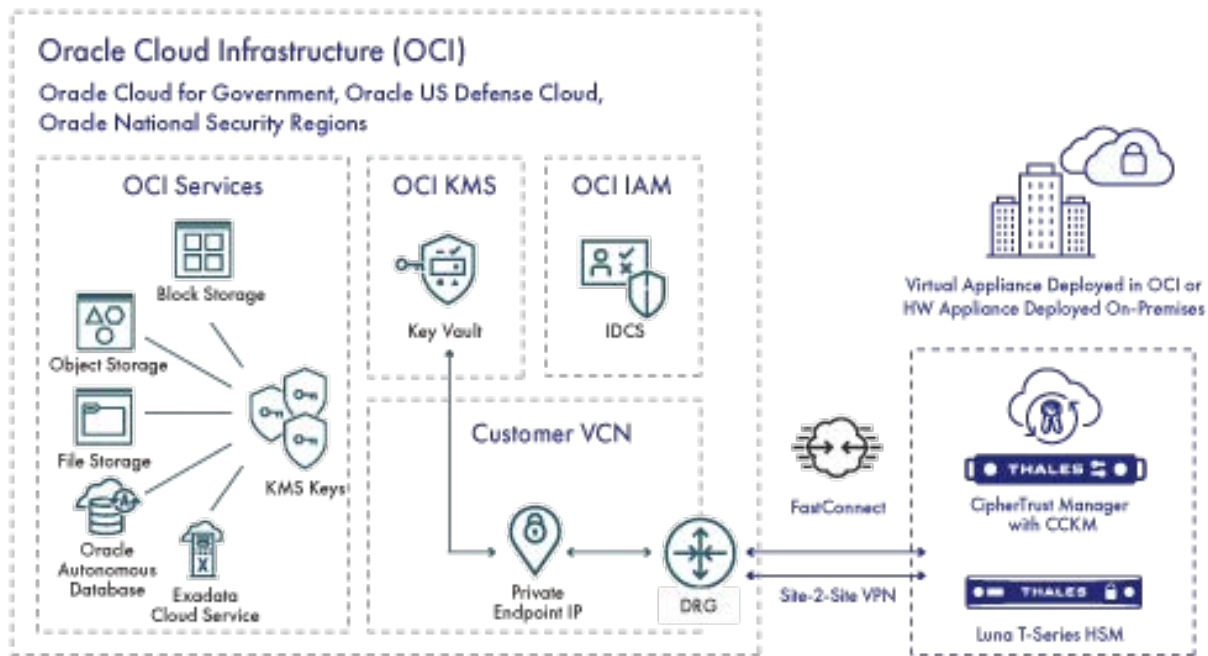 Oracle Cloud Infrastructure (OCI)
Oracle Cloud for Government, Oracle US Defense Cloud,
Oracle National Security Regions
OCI Services
Block Storage
Object Storage
File Storage
Oracle
Autonomous
Database
Exadata
Cloud Service
KMS Keys
OCI KMS
Key Vault
OCI IAM
IDCS
Customer VCN
Private
Endpoint IP
DRG
FastConnect
Site-2-Site VPN
Virtual Appliance Deployed in OCI or
HW Appliance Deployed On-Premises
THALES
CipherTrust Manager
with CCKM
THALES
Luna T-Series HSM